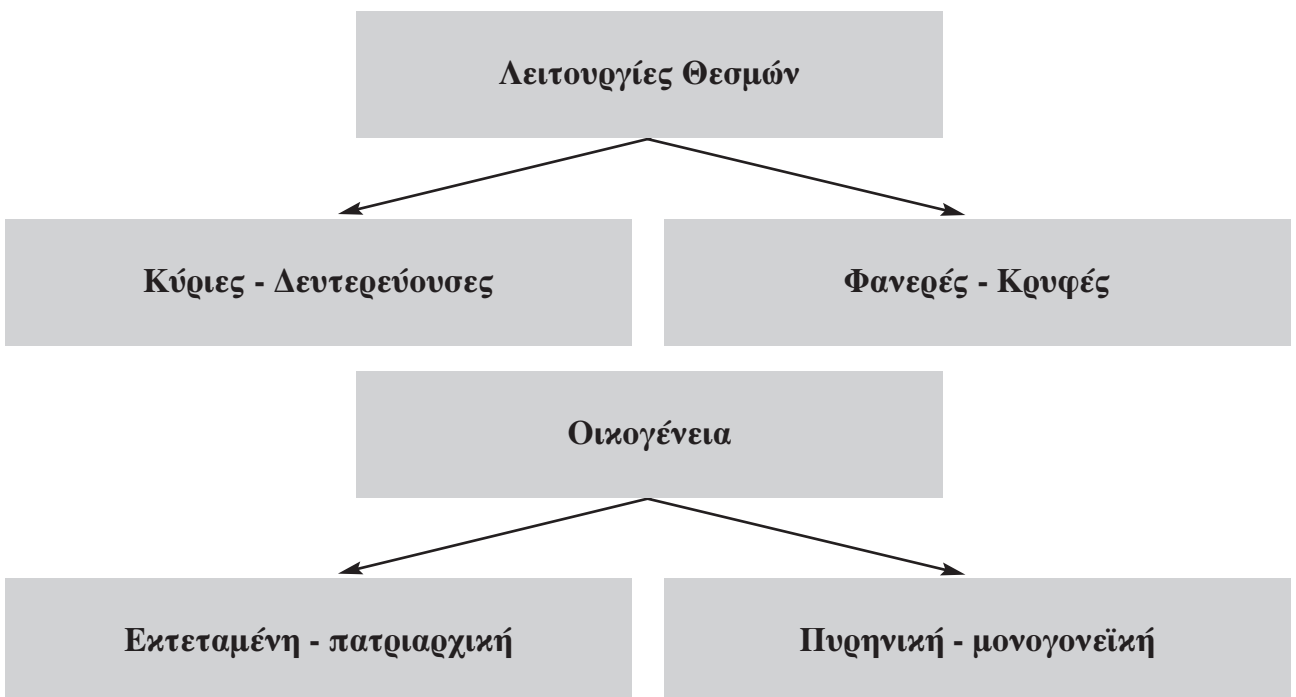 Λειτουργίες Θεσμών
Κύριες - Δευτερεύουσες
Φανερές - Κρυφές
Οικογένεια
Εκτεταμένη - πατριαρχική
Πυρηνική - μονογονεϊκή